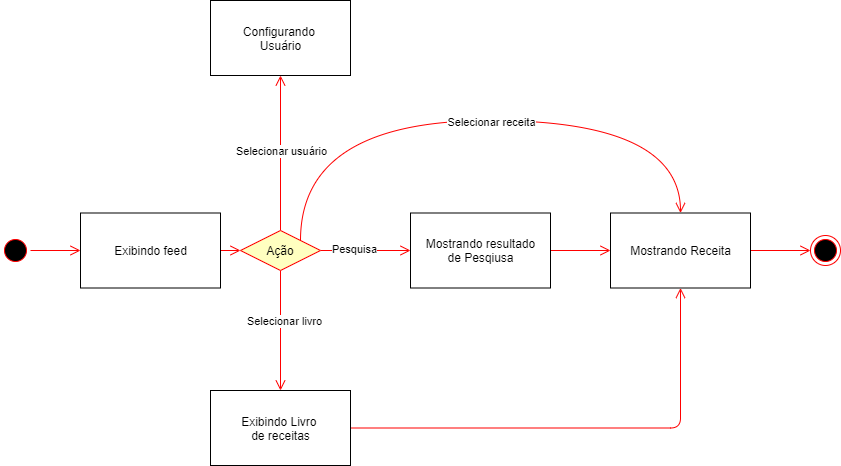 Configurando
Usuário
Selecionar receita
Selecionar usuário
Exibindo feed
Ação
Pesquisa
Mostrando resultado
de Pesqiusa
Mostrando Receita
Selecionar livro
Exibindo Livro
de receitas